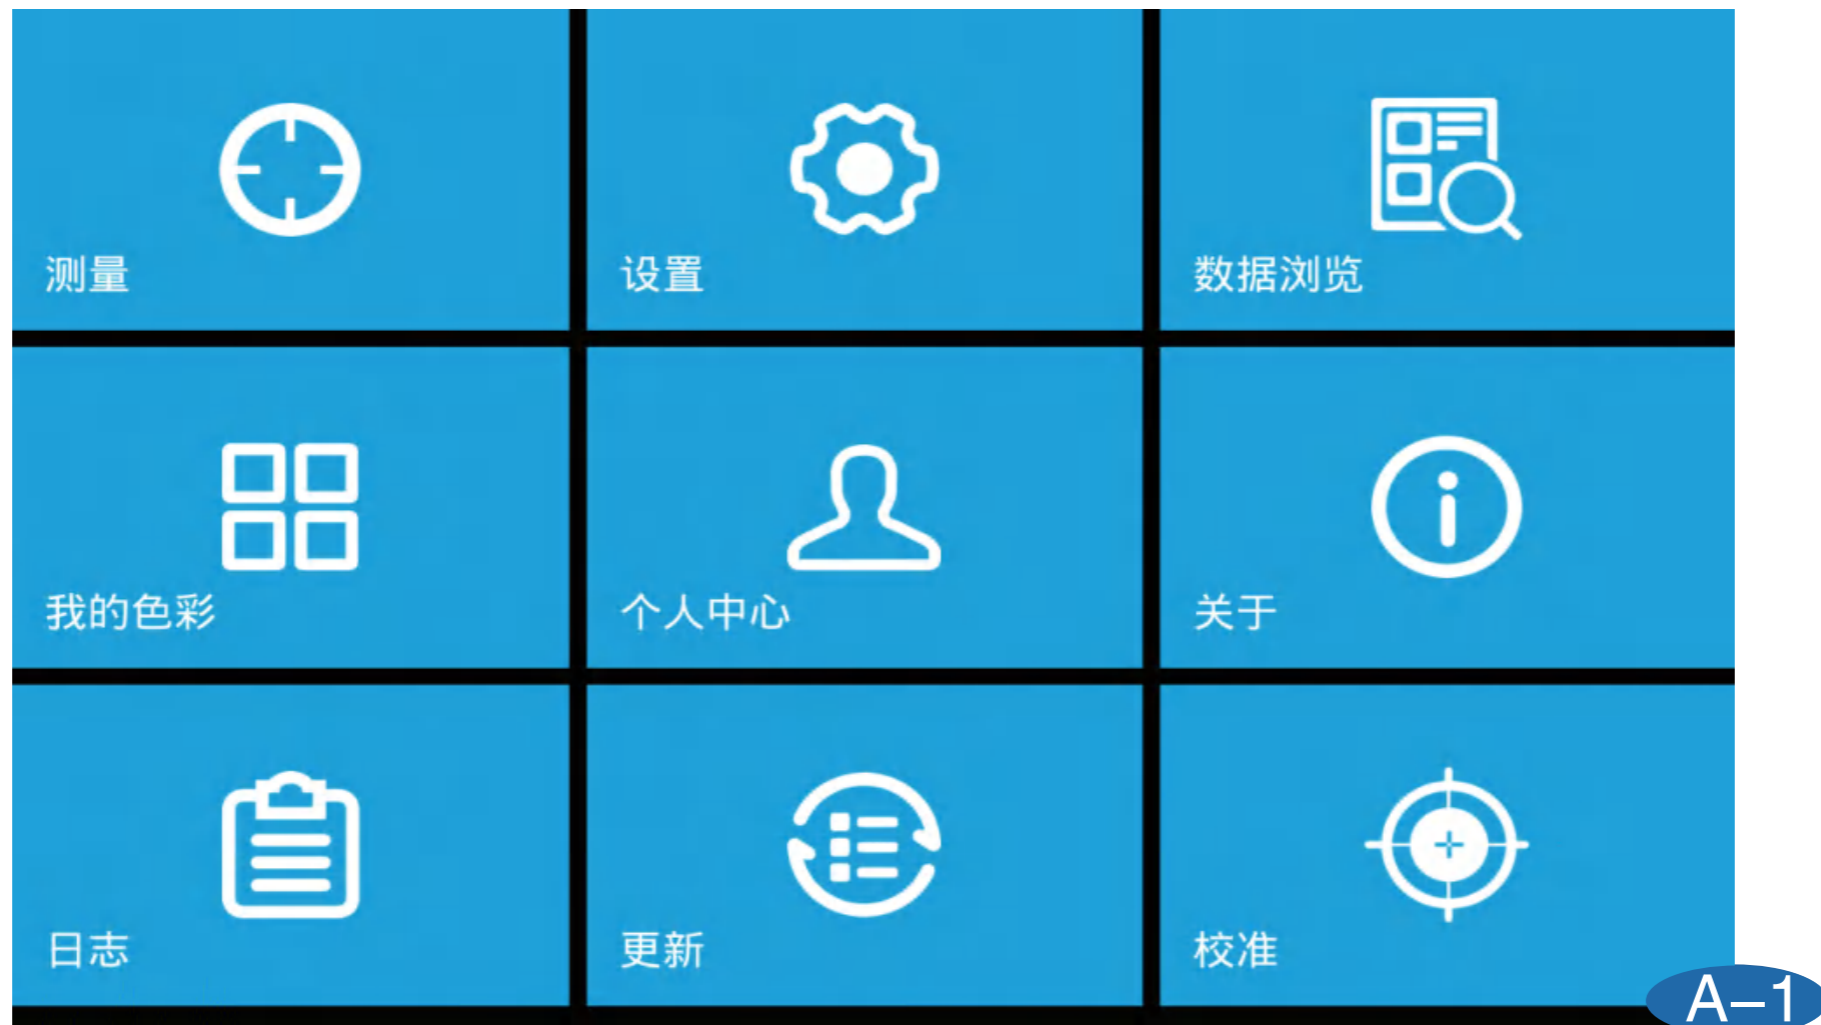 测量
设置
数据浏览
我的色彩
个人中心
关于
日志
更新
校准
A-1